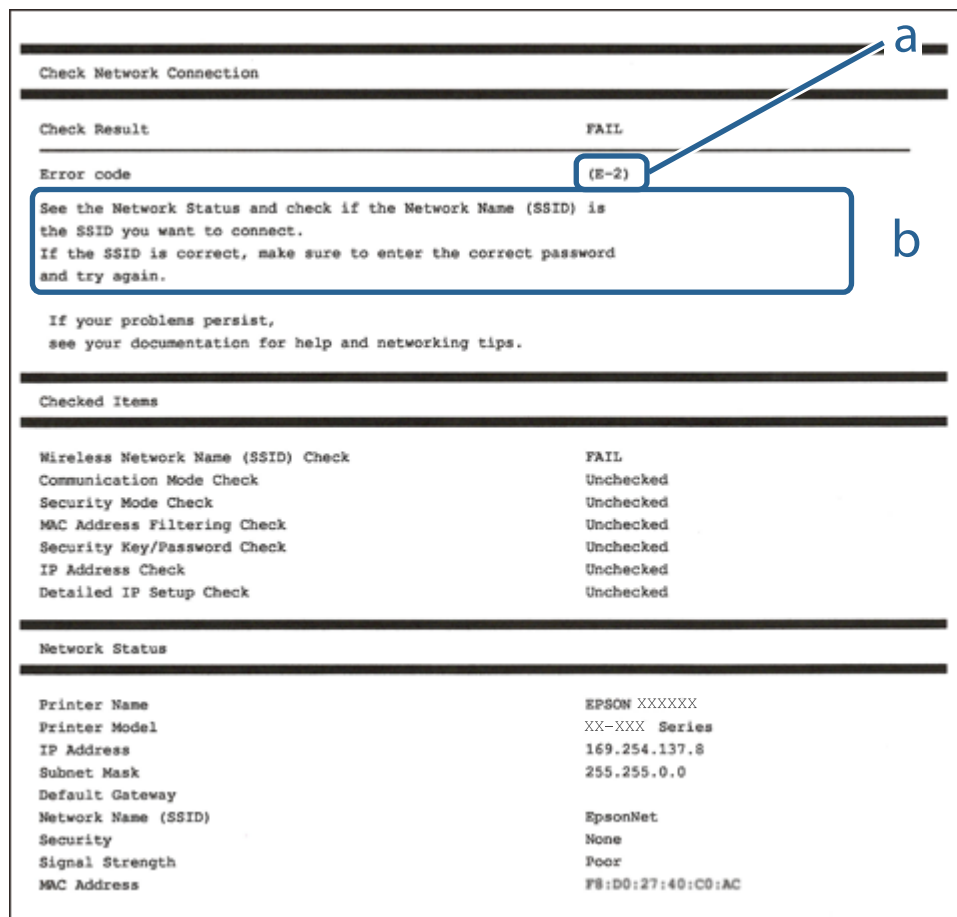 a
Check Network Connection
Check Result FAIL
Error code (E-2)
See the Network Status and check if the Network Name (SSID) is
the SSID you want to connect.
If the SSID is correct, make sure to enter the correct password
and try again.
b
If your problems persist,
see your documentation for help and networking tips.
Checked Items
Wireless Network Name (SSID) Check FAIL
Communication Mode Check Unchecked
Security Mode Check Unchecked
MAC Address Filtering Check Unchecked
Security Key/Password Check Unchecked
IP Address Check Unchecked
Detailed IP Setup Check Unchecked
Network Status
Printer Name EPSON XXXXXX
Printer Model XX-XXX Series
IP Address 169.254.137.8
Subnet Mask 255.255.0.0
Default Gateway
Network Name (SSID) EpsonNet
Security None
Signal Strength Poor
MAC Address F8:D0:27:40:C0:AC